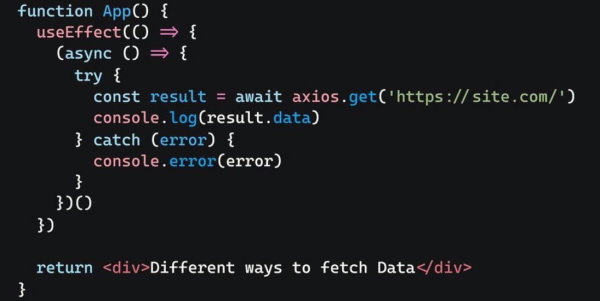 function App() {
  useEffect(() => {
    (async () => {
      try {
        const result = await axios.get('https://site.com/')
        console.log(result.data)
      } catch (error) {
        console.error(error)
      }
    })()
  })

  return <div>Different ways to fetch Data</div>
}